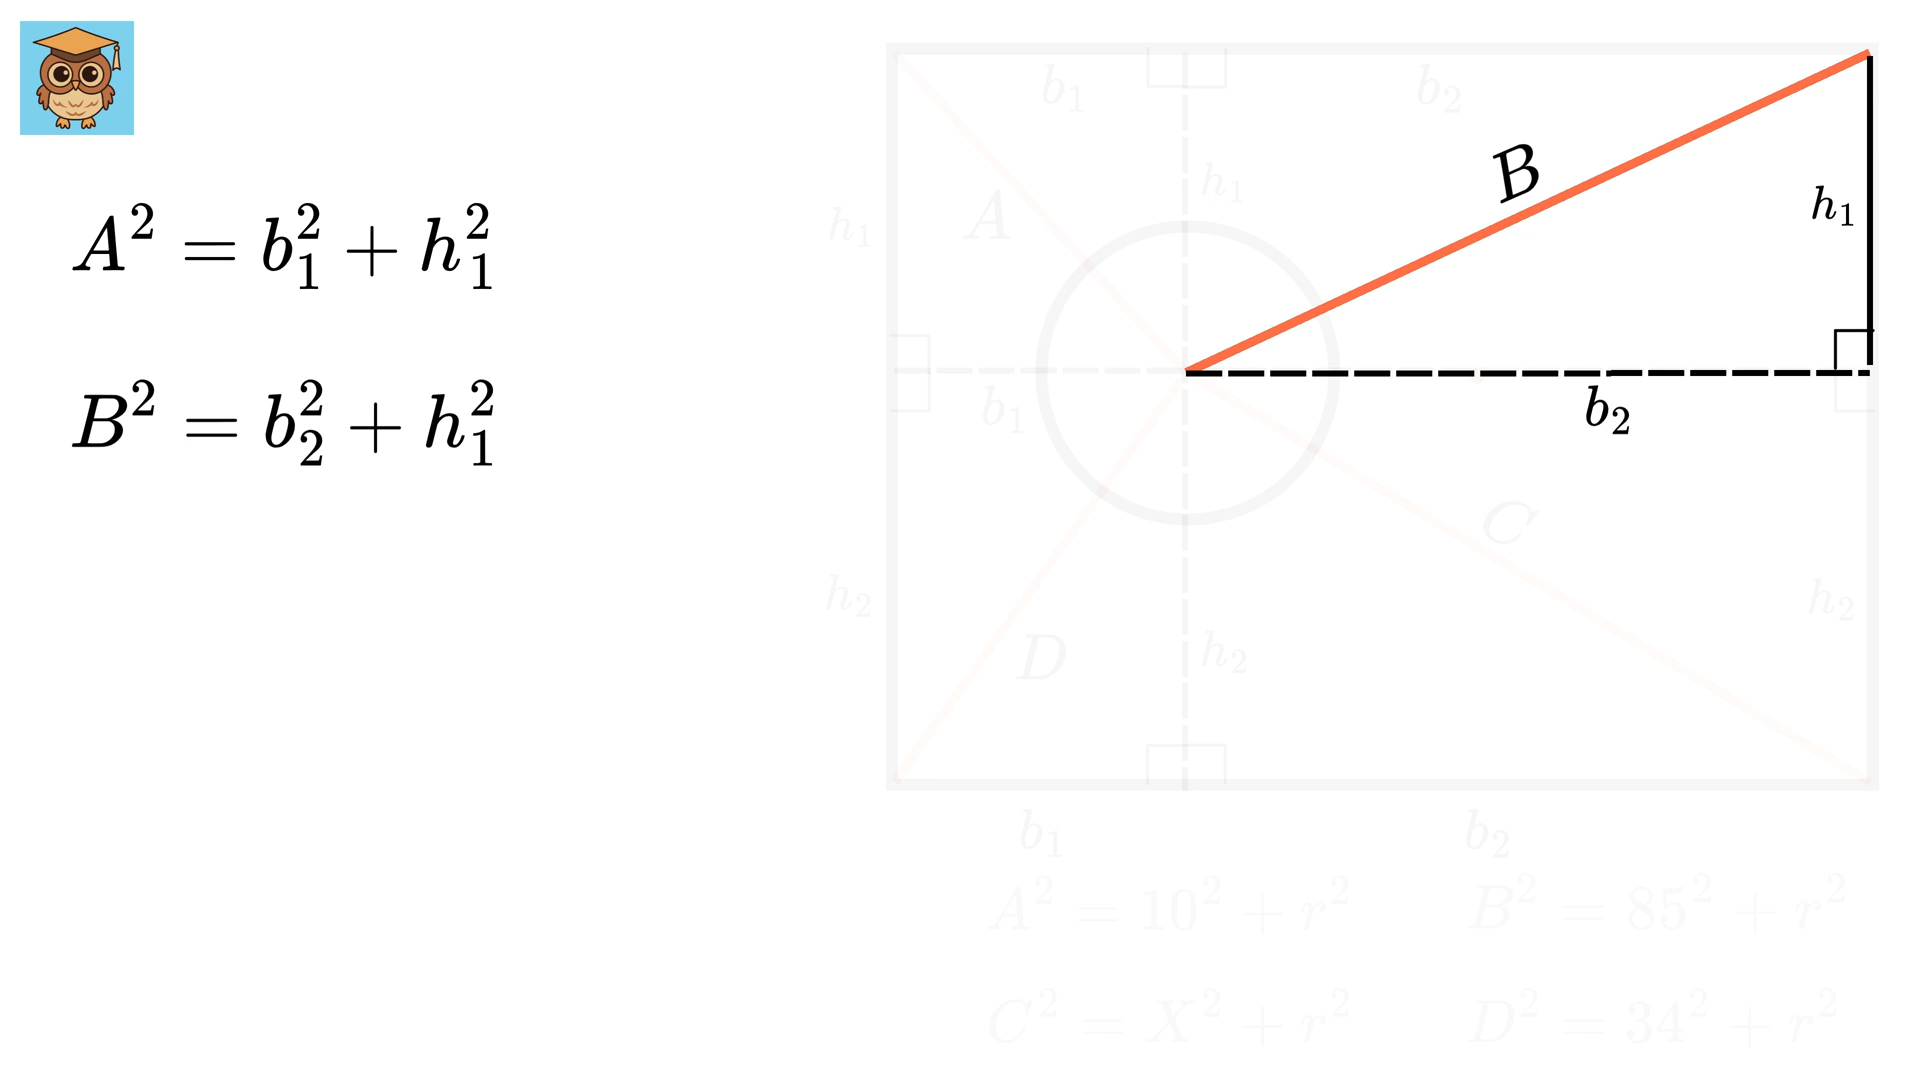 A² = b₁² + h₁²
B² = b₂² + h₁²
b₁ b₂
B
h₁ A h₁ h₁
b₁ b₂
C
h₂ D h₂ h₂
b₁ b₂
A² = 10² + r² B² = 85² + r²
C² = X² + r² D² = 34² + r²